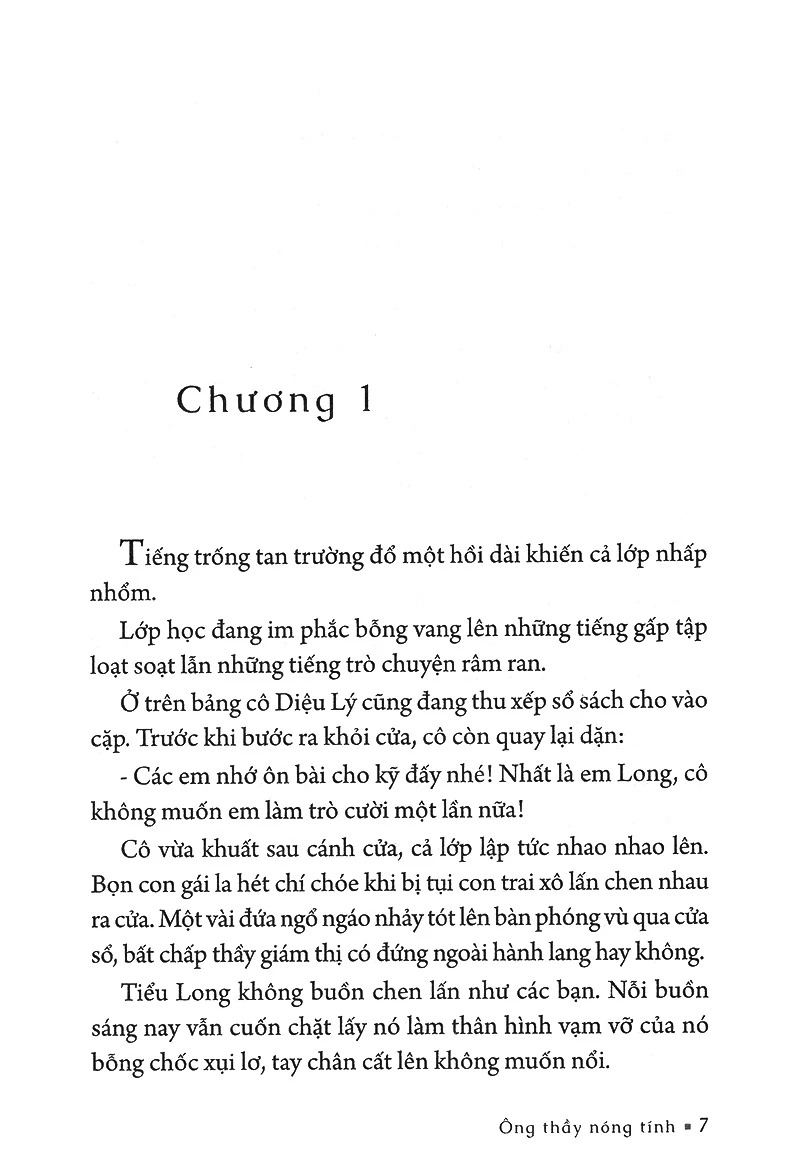 Chương 1
Tiếng trống tan trường đổ một hồi dài khiến cả lớp nhấp
nhổm.
Lớp học đang im phắc bỗng vang lên những tiếng gấp tập
loạt soạt lẫn những tiếng trò chuyện râm ran.
Ở trên bảng cô Diệu Lý cũng đang thu xếp sổ sách cho vào
cặp. Trước khi bước ra khỏi cửa, cô còn quay lại dặn:
- Các em nhớ ôn bài cho kỹ đấy nhé! Nhất là em Long, cô
không muốn em làm trò cười một lần nữa!
Cô vừa khuất sau cánh cửa, cả lớp lập tức nhao nhao lên.
Bọn con gái la hét chí chóe khi bị tụi con trai xô lấn chen nhau
ra cửa. Một vài đứa ngổ ngáo nhảy tót lên bàn phóng vù qua cửa
sổ, bất chấp thầy giám thị có đứng ngoài hành lang hay không.
Tiểu Long không buồn chen lấn như các bạn. Nỗi buồn
sáng nay vẫn cuốn chặt lấy nó làm thân hình vạm vỡ của nó
bỗng chốc xụi lơ, tay chân cất lên không muốn nổi.
Ông thầy nóng tính ▪ 7